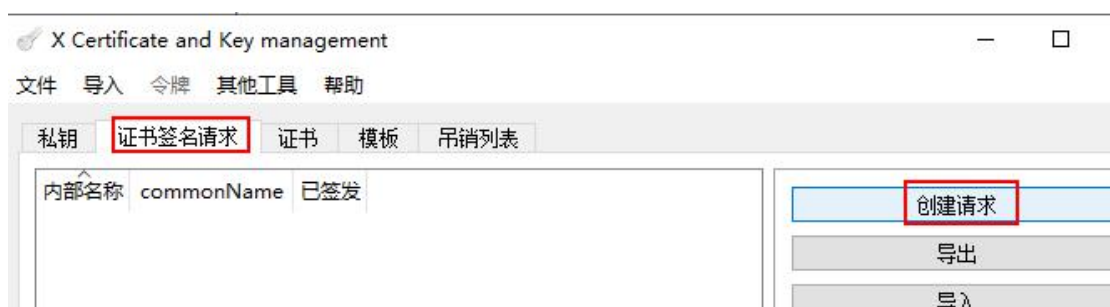 X Certificate and Key management
文件 导入 令牌 其他工具 帮助
私钥 证书签名请求 证书 模板 吊销列表
内部名称 commonName 已签发
创建请求
导出
导入